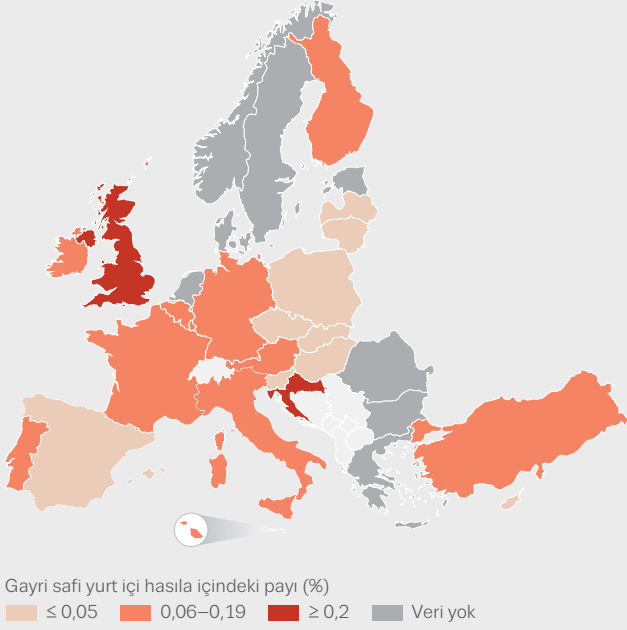 Gayri safi yurt içi hasıla içindeki payı (%)
≤ 0,05 0,06–0,19 ≥ 0,2 Veri yok